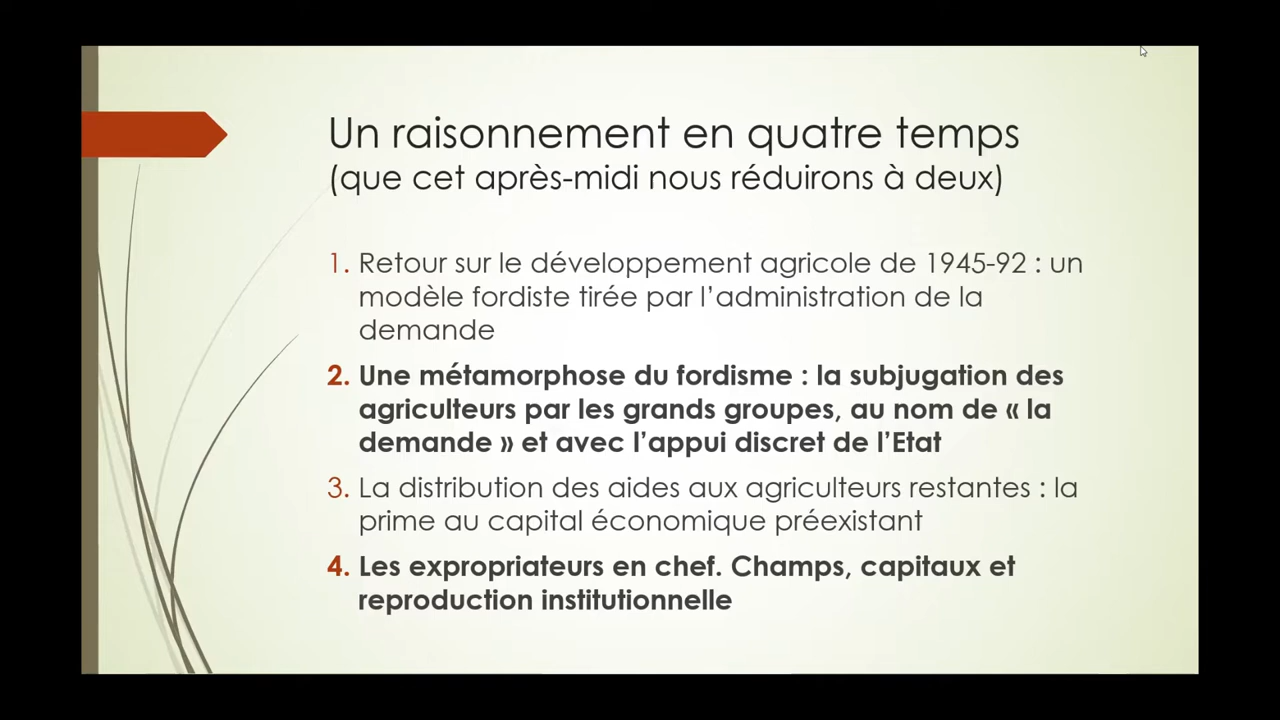 Un raisonnement en quatre temps
(que cet après-midi nous réduirons à deux)
1. Retour sur le développement agricole de 1945-92 : un
modèle fordiste tirée par l’administration de la
demande
2. Une métamorphose du fordisme : la subjugation des
agriculteurs par les grands groupes, au nom de « la
demande » et avec l’appui discret de l’Etat
3. La distribution des aides aux agriculteurs restantes : la
prime au capital économique préexistant
4. Les expropriateurs en chef. Champs, capitaux et
reproduction institutionnelle